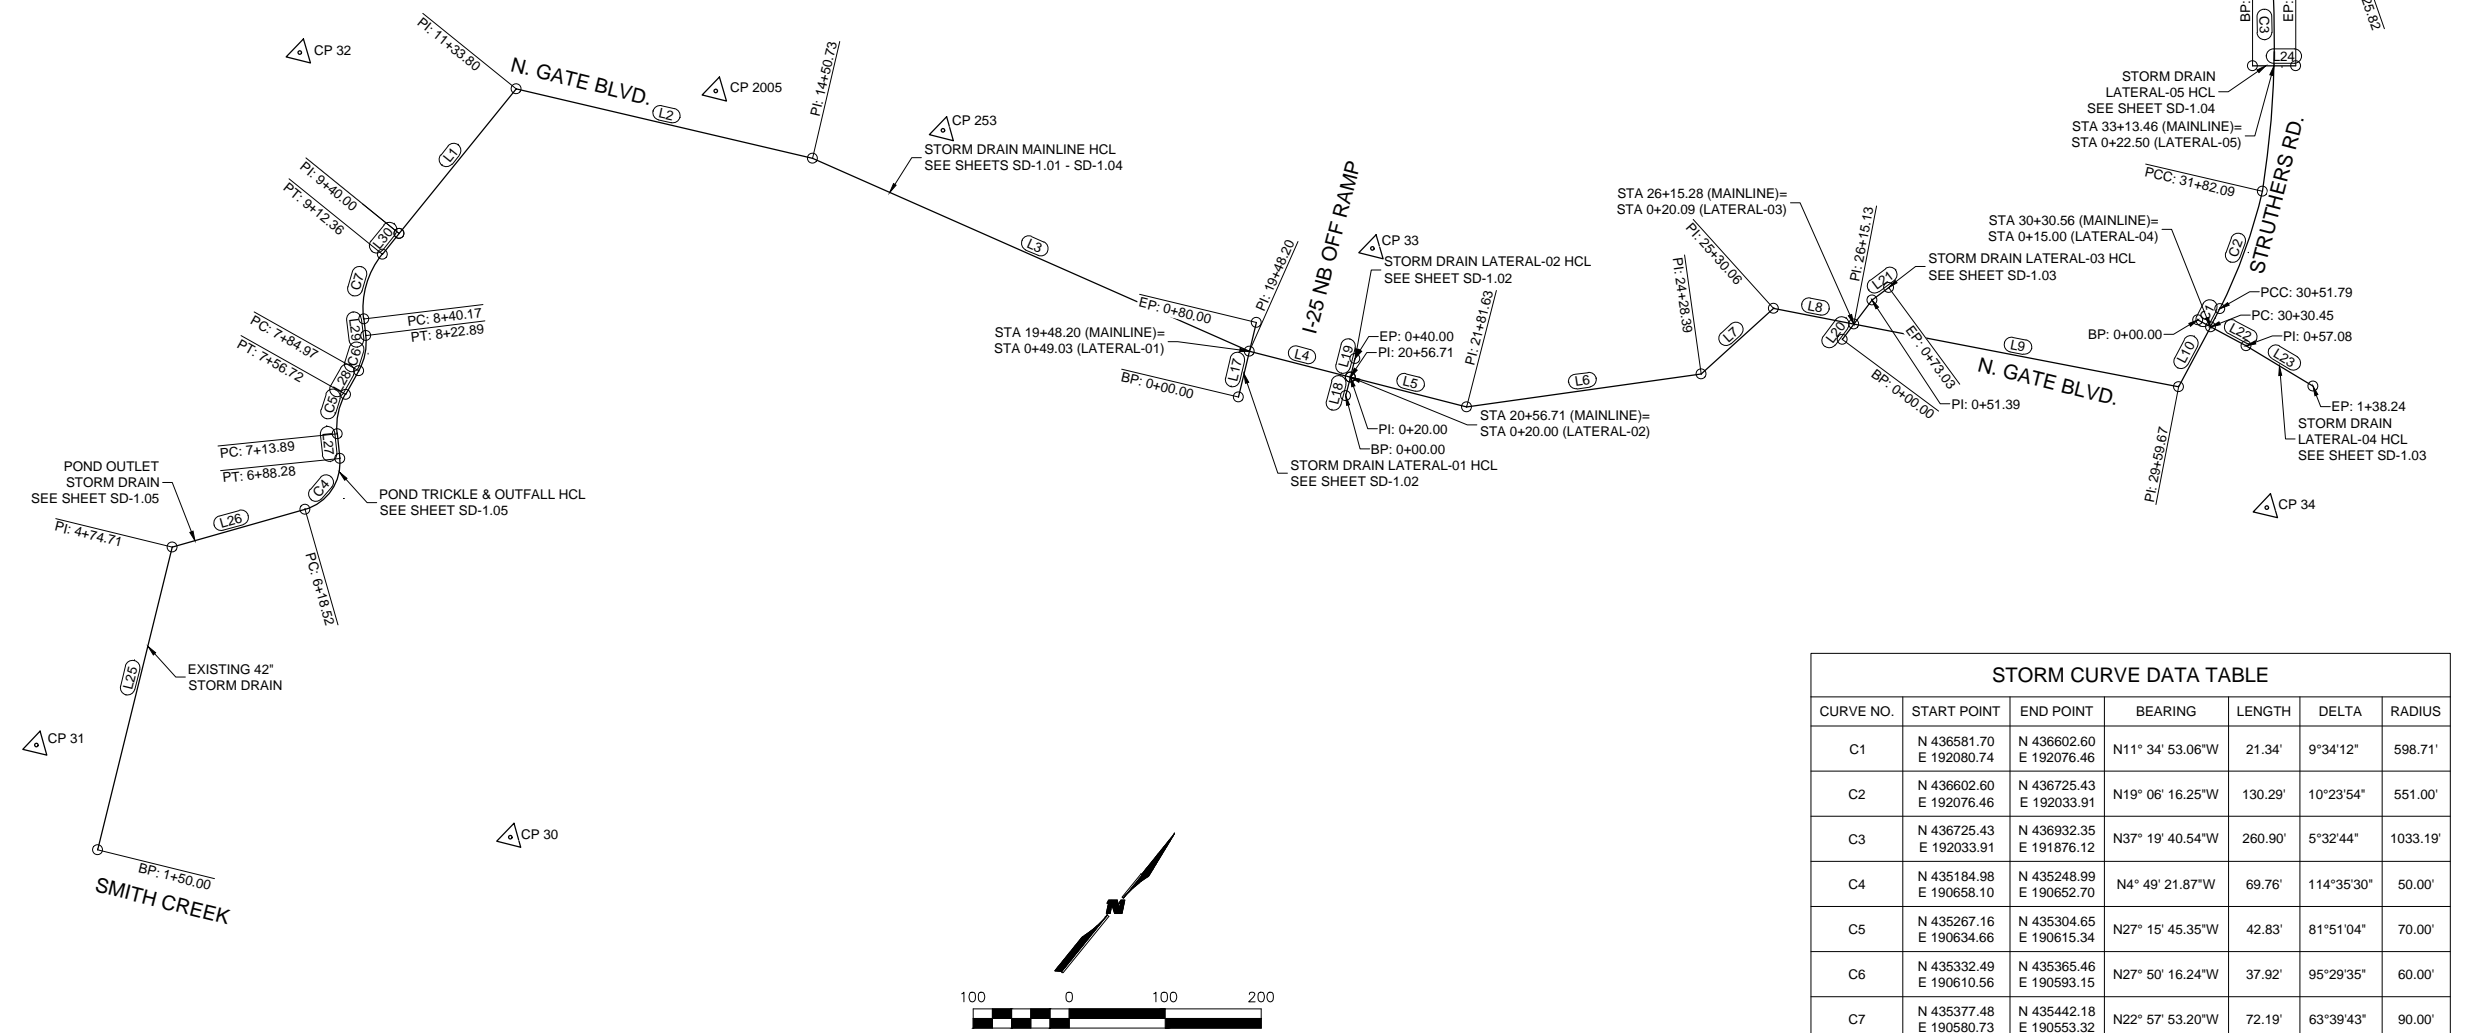 PI: 11+33.80
CP 32
N. GATE BLVD.
L2
CP 2005
PI: 14+50.73
CP 253
STORM DRAIN MAINLINE HCL
SEE SHEETS SD-1.01 - SD-1.04
L1
PI: 9+40.00
PT: 9+12.36
L30
C7
PC: 8+40.17
L29
PT: 8+22.89
PC: 7+84.97
C6
PT: 7+56.72
L28
C5
PC: 7+13.89
L27
PT: 6+88.28
C4
POND OUTLET
STORM DRAIN
SEE SHEET SD-1.05
POND TRICKLE & OUTFALL HCL
SEE SHEET SD-1.05
L26
PI: 4+74.71
PC: 6+18.52
L25
EXISTING 42"
STORM DRAIN
CP 31
BP: 1+50.00
SMITH CREEK
CP 30
L3
I-25 NB OFF RAMP
PI: 19+48.20
EP: 0+80.00
STA 19+48.20 (MAINLINE)=
STA 0+49.03 (LATERAL-01)
L17
BP: 0+00.00
L4
CP 33
STORM DRAIN LATERAL-02 HCL
SEE SHEET SD-1.02
EP: 0+40.00
PI: 20+56.71
L19
L18
L5
PI: 21+81.63
STA 20+56.71 (MAINLINE)=
STA 0+20.00 (LATERAL-02)
PI: 0+20.00
BP: 0+00.00
STORM DRAIN LATERAL-01 HCL
SEE SHEET SD-1.02
L6
PI: 24+28.39
L7
PI: 25+30.06
STA 26+15.28 (MAINLINE)=
STA 0+20.09 (LATERAL-03)
L8
PI: 26+15.13
L20
L21
STORM DRAIN LATERAL-03 HCL
SEE SHEET SD-1.03
EP: 0+73.03
PI: 0+51.39
BP: 0+00.00
L9
N. GATE BLVD.
PI: 29+59.67
L10
BP:
C3
EP:
25.82
L24
STORM DRAIN
LATERAL-05 HCL
SEE SHEET SD-1.04
STA 33+13.46 (MAINLINE)=
STA 0+22.50 (LATERAL-05)
PCC: 31+82.09
STRUTHERS RD.
C2
STA 30+30.56 (MAINLINE)=
STA 0+15.00 (LATERAL-04)
PCC: 30+51.79
C1
PC: 30+30.45
BP: 0+00.00
L22
PI: 0+57.08
L23
EP: 1+38.24
STORM DRAIN
LATERAL-04 HCL
SEE SHEET SD-1.03
CP 34
N
100 0 100 200
STORM CURVE DATA TABLE
CURVE NO. START POINT END POINT BEARING LENGTH DELTA RADIUS
C1 N 436581.70 E 192080.74 N 436602.60 E 192076.46 N11° 34' 53.06"W 21.34' 9°34'12" 598.71'
C2 N 436602.60 E 192076.46 N 436725.43 E 192033.91 N19° 06' 16.25"W 130.29' 10°23'54" 551.00'
C3 N 436725.43 E 192033.91 N 436932.35 E 191876.12 N37° 19' 40.54"W 260.90' 5°32'44" 1033.19'
C4 N 435184.98 E 190658.10 N 435248.99 E 190652.70 N4° 49' 21.87"W 69.76' 114°35'30" 50.00'
C5 N 435267.16 E 190634.66 N 435304.65 E 190615.34 N27° 15' 45.35"W 42.83' 81°51'04" 70.00'
C6 N 435332.49 E 190610.56 N 435365.46 E 190593.15 N27° 50' 16.24"W 37.92' 95°29'35" 60.00'
C7 N 435377.48 E 190580.73 N 435442.18 E 190553.32 N22° 57' 53.20"W 72.19' 63°39'43" 90.00'